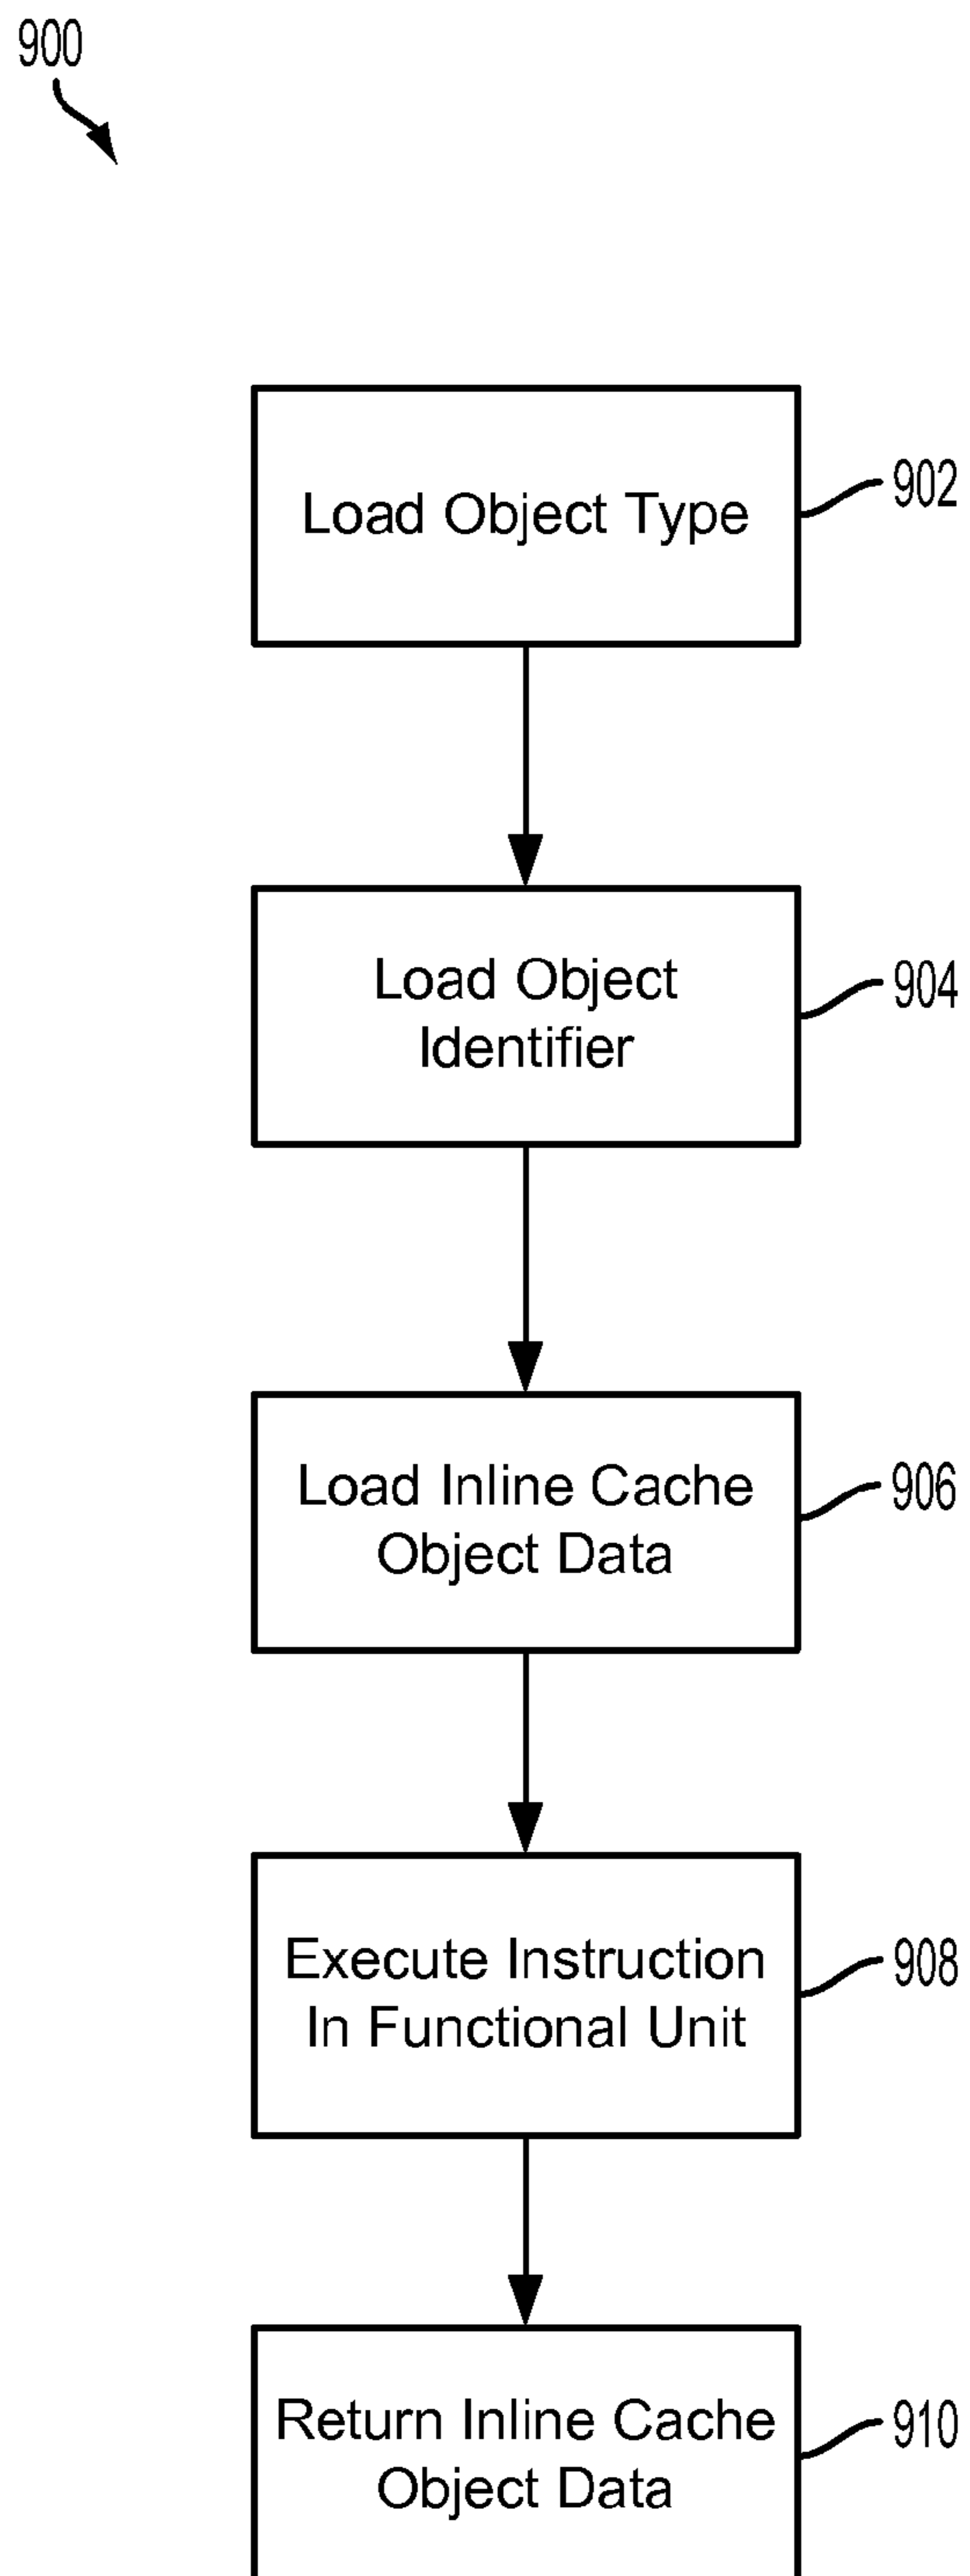 900
Load Object Type
902
Load Object
Identifier
904
Load Inline Cache
Object Data
906
Execute Instruction
In Functional Unit
908
Return Inline Cache
Object Data
910